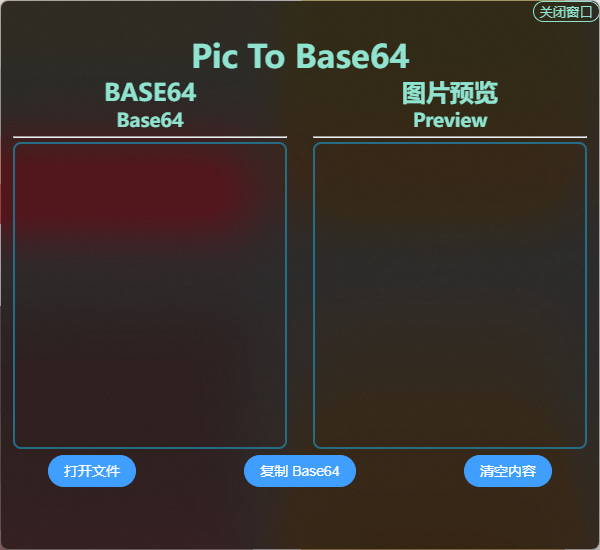 关闭窗口
Pic To Base64
BASE64
Base64
图片预览
Preview
打开文件
复制 Base64
清空内容